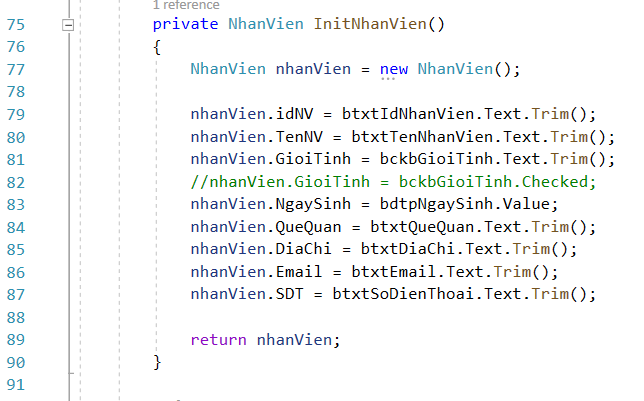 1 reference
75 private NhanVien InitNhanVien()
76 {
77 NhanVien nhanVien = new NhanVien();
78
79 nhanVien.idNV = btxtIdNhanVien.Text.Trim();
80 nhanVien.TenNV = btxtTenNhanVien.Text.Trim();
81 nhanVien.GioiTinh = bckbGioiTinh.Text.Trim();
82 //nhanVien.GioiTinh = bckbGioiTinh.Checked;
83 nhanVien.NgaySinh = bdtpNgaySinh.Value;
84 nhanVien.QueQuan = btxtQueQuan.Text.Trim();
85 nhanVien.DiaChi = btxtDiaChi.Text.Trim();
86 nhanVien.Email = btxtEmail.Text.Trim();
87 nhanVien.SDT = btxtSoDienThoai.Text.Trim();
88
89 return nhanVien;
90 }
91